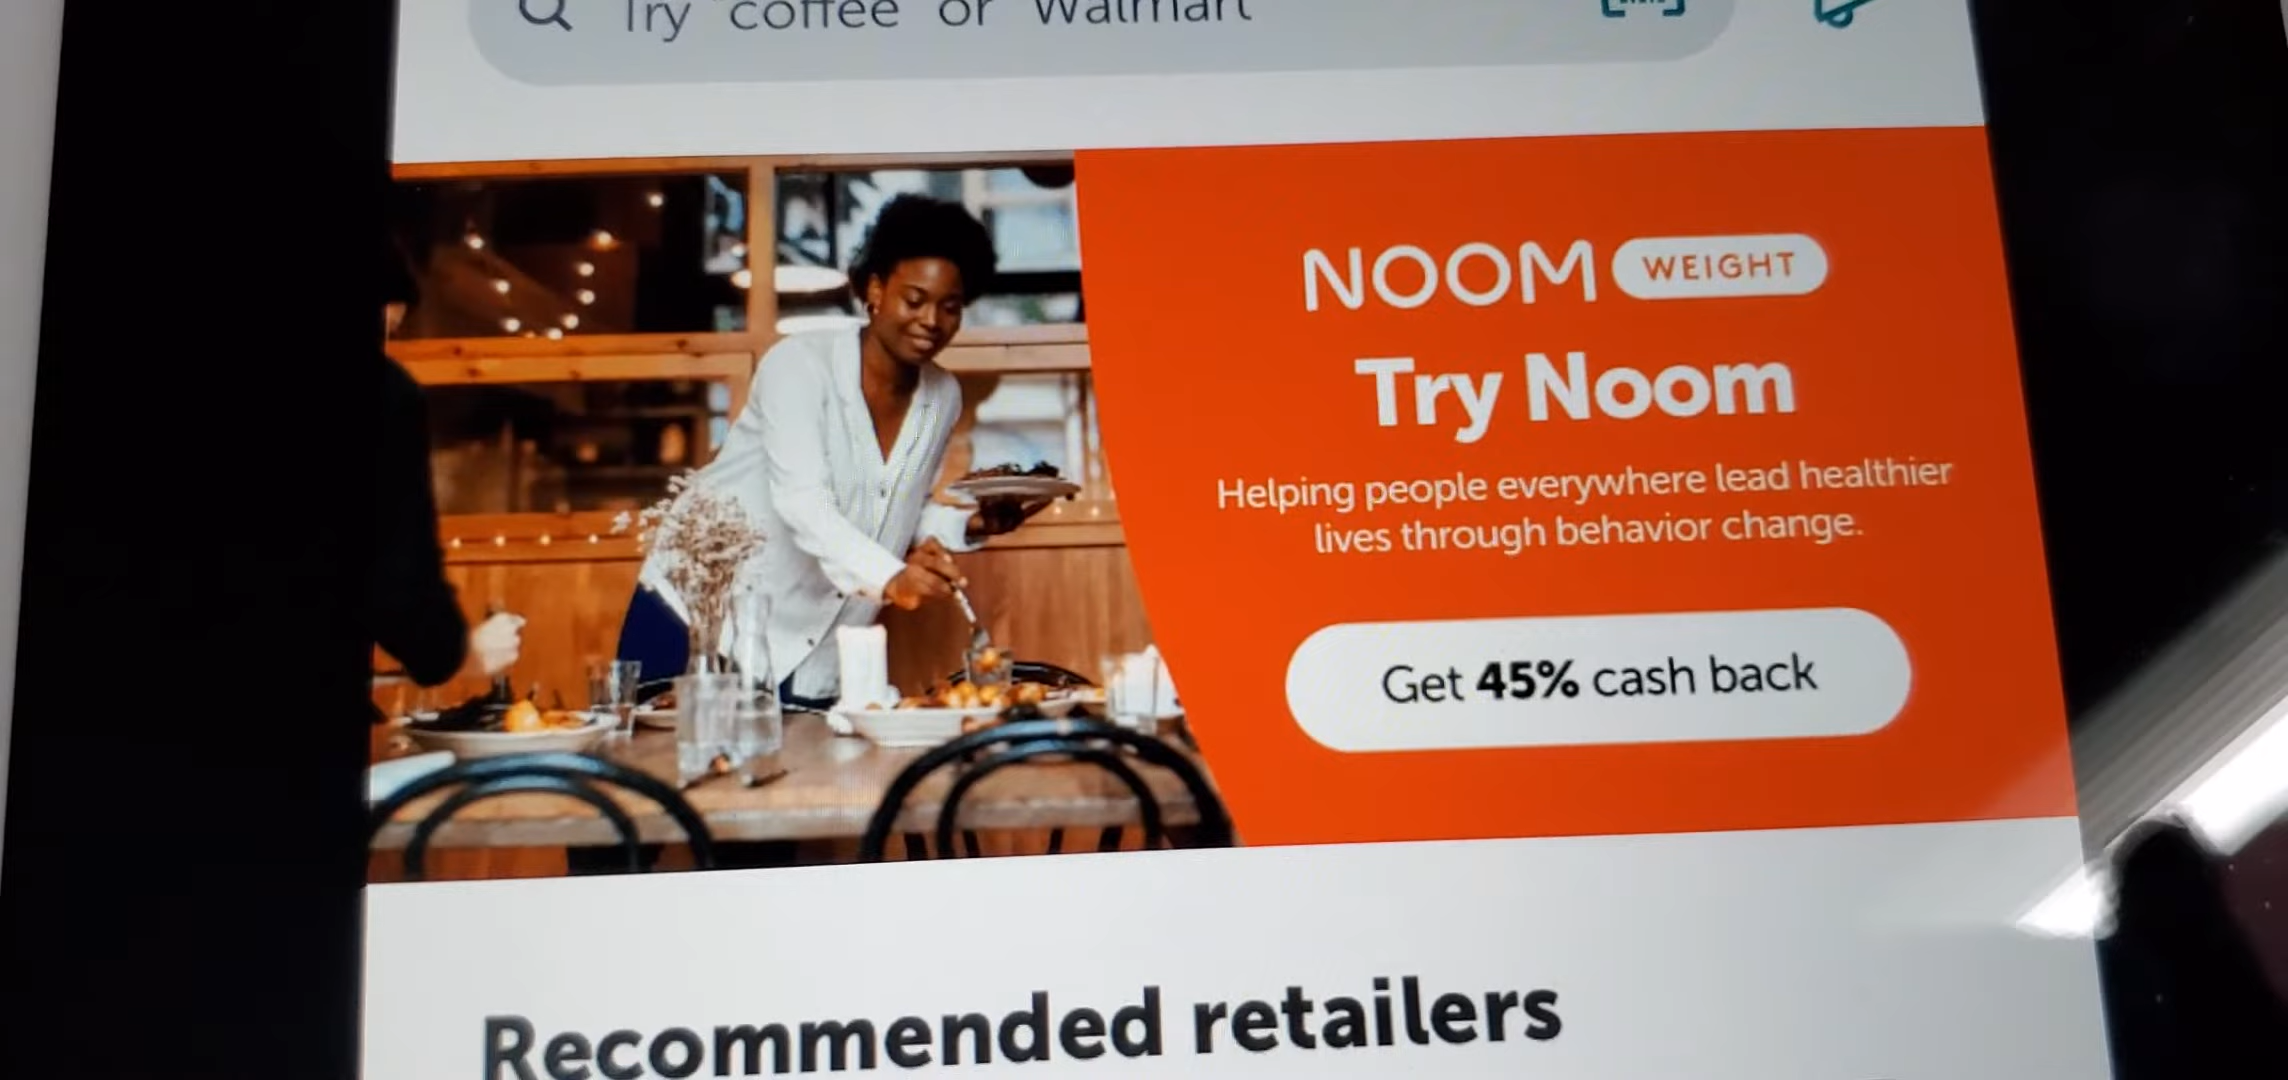 Try "coffee" or "Walmart"
NOOM WEIGHT
Try Noom
Helping people everywhere lead healthier
lives through behavior change.
Get 45% cash back
Recommended retailers